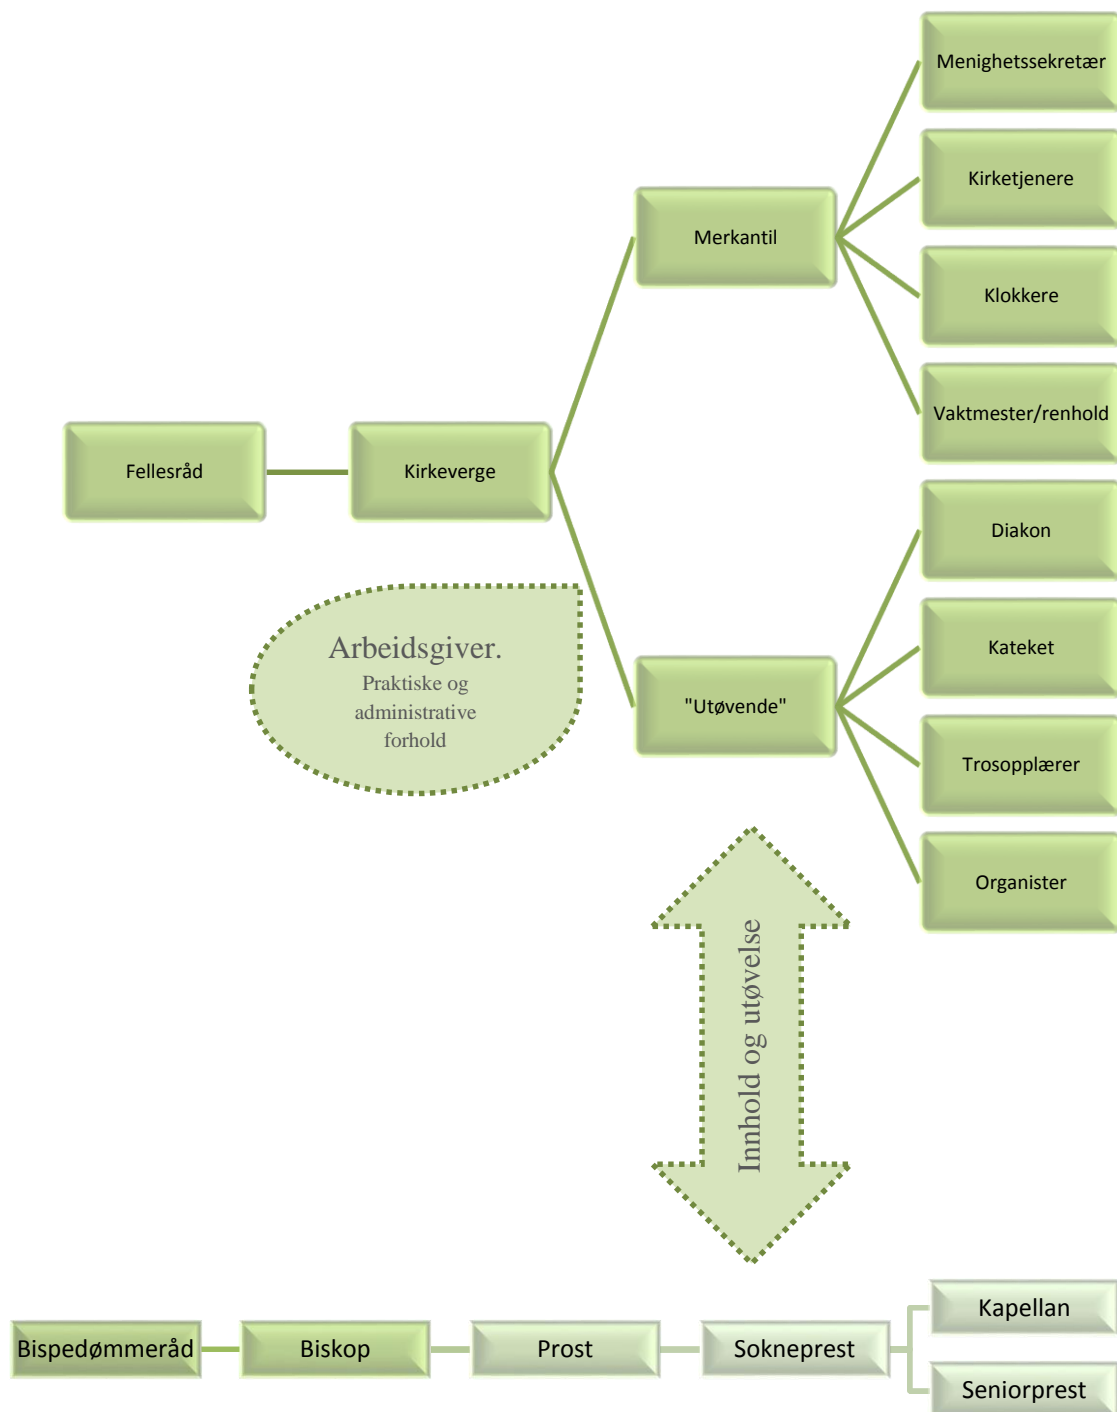 Menighetssekretær
Kirketjenere
Merkantil
Klokkere
Vaktmester/renhold
Fellesråd
Kirkeverge
Diakon
Arbeidsgiver.
Praktiske og
administrative
forhold
Kateket
"Utøvende"
Trosopplærer
Organister
Innhold og utøvelse
Kapellan
Bispedømmeråd
Biskop
Prost
Sokneprest
Seniorprest